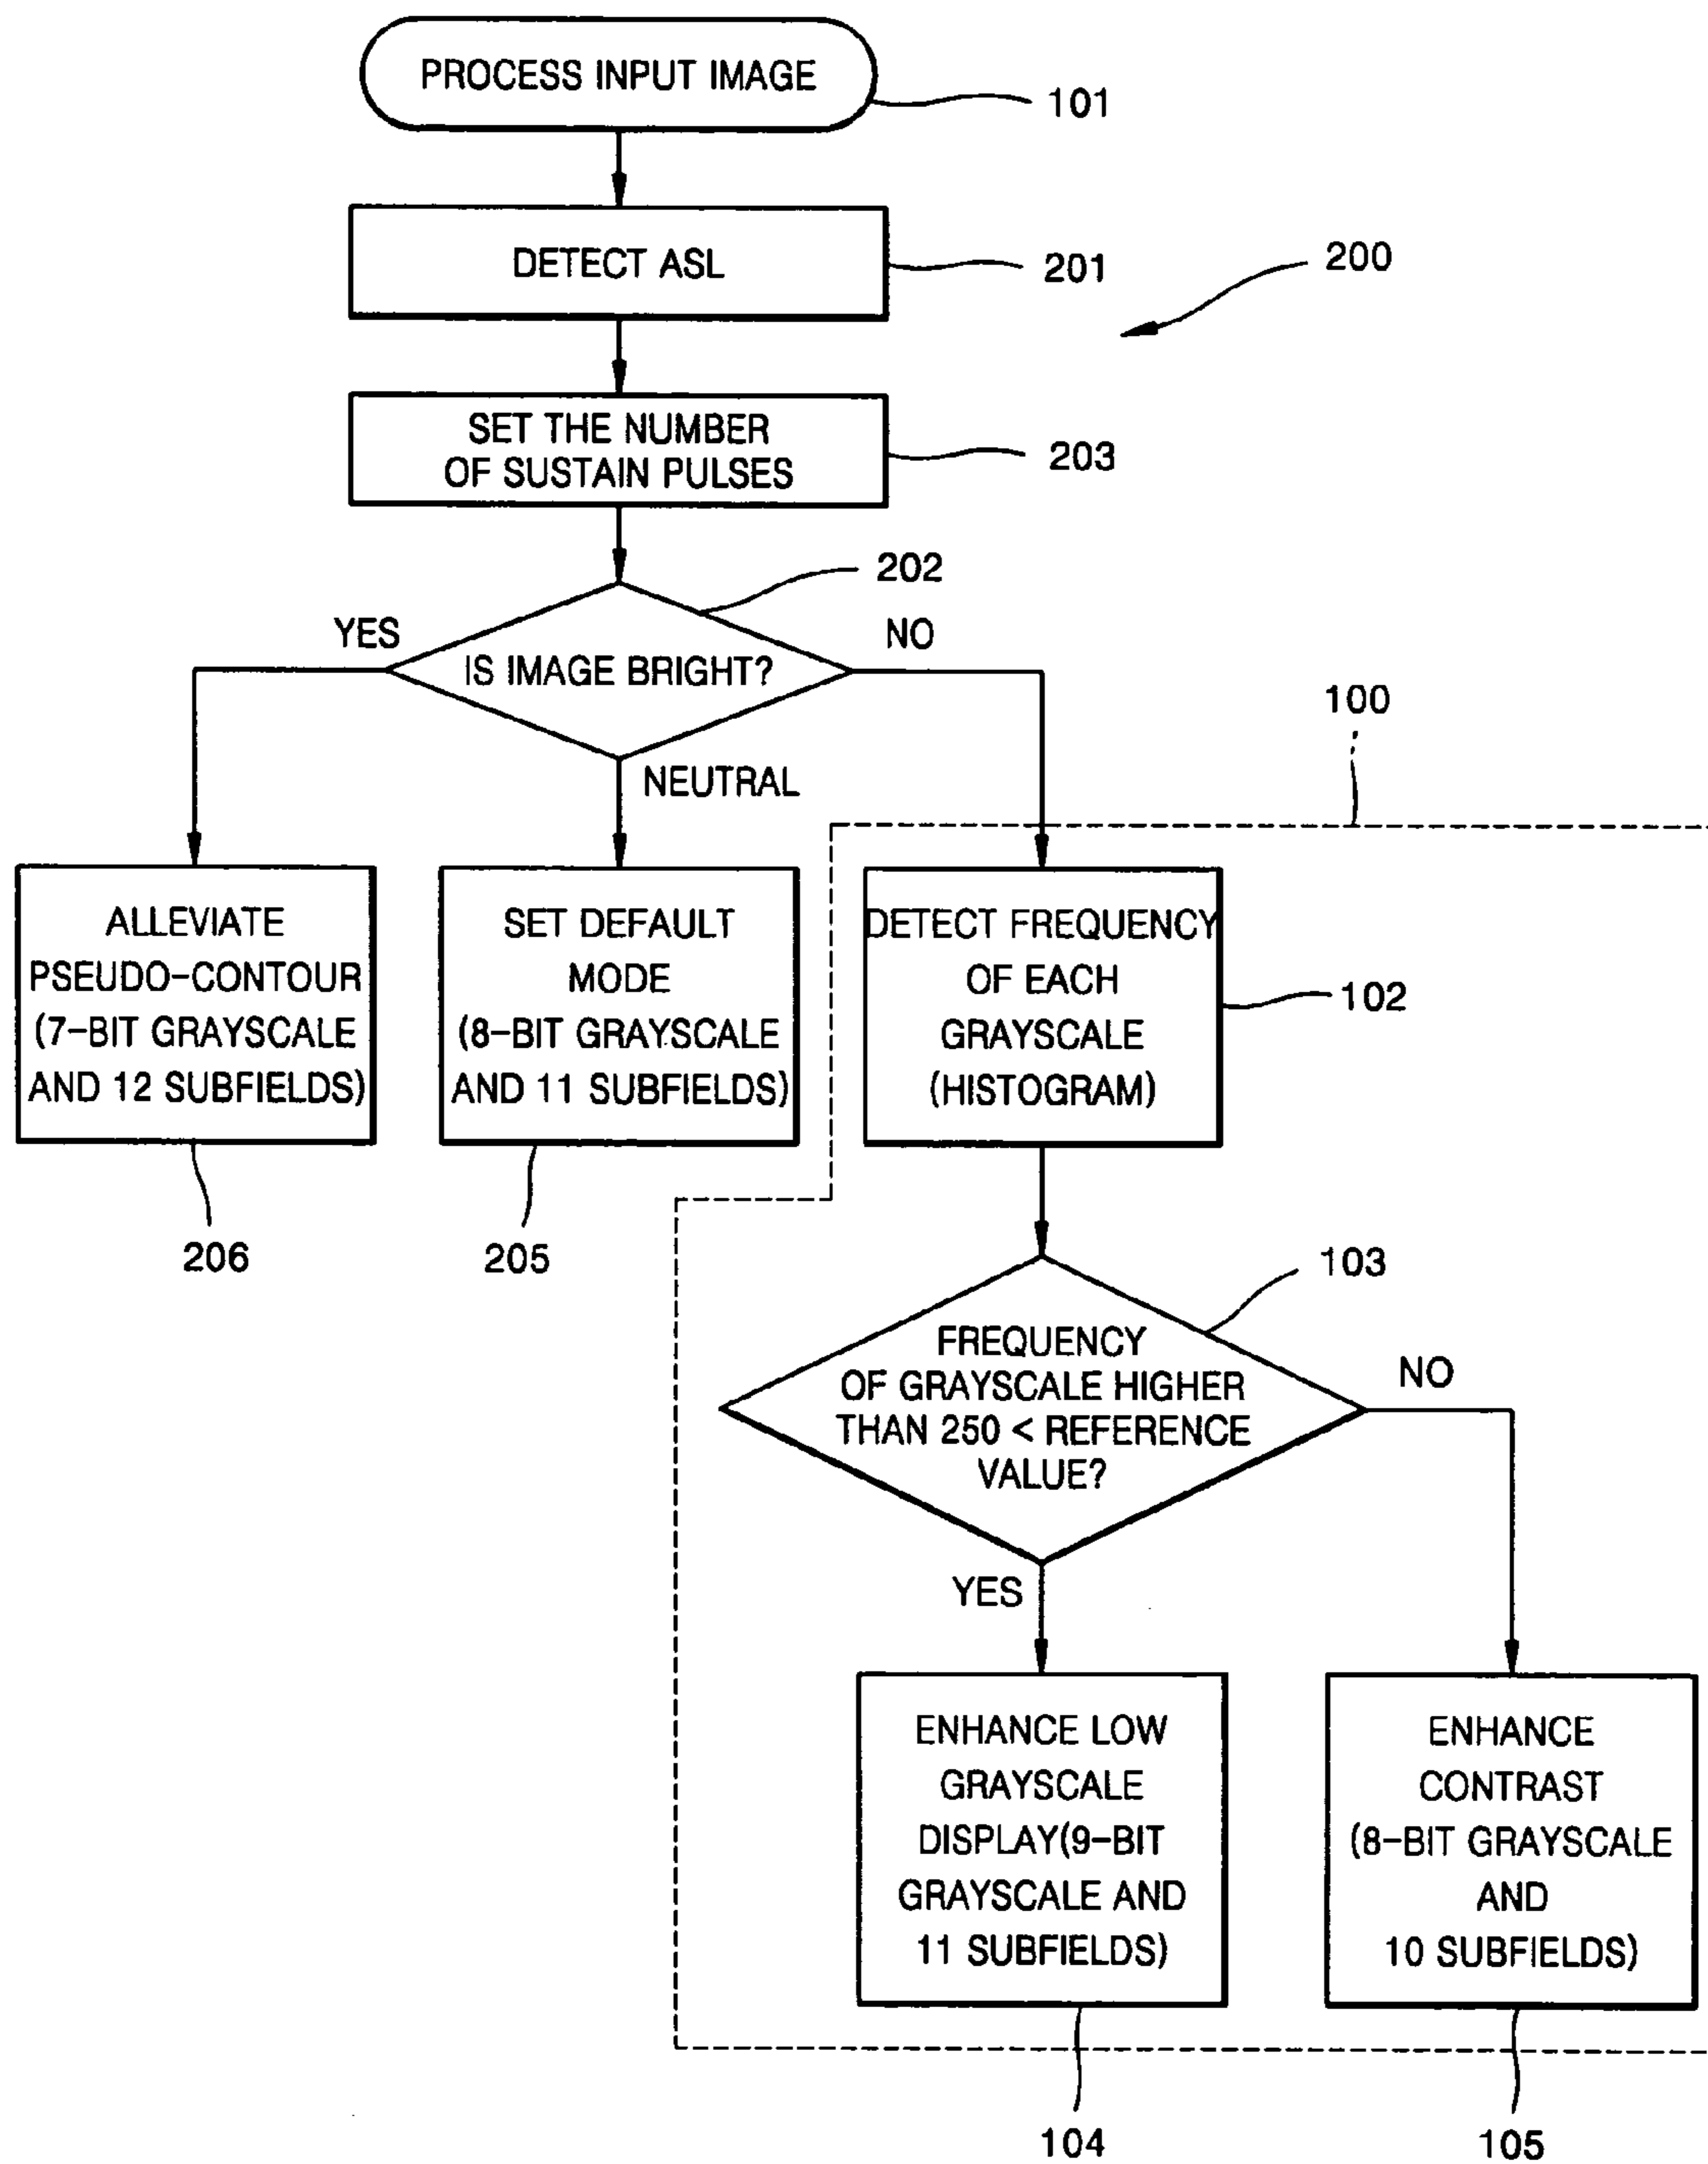 PROCESS INPUT IMAGE
101
DETECT ASL
201
200
SET THE NUMBER
OF SUSTAIN PULSES
203
202
YES
NO
IS IMAGE BRIGHT?
NEUTRAL
100
ALLEVIATE
PSEUDO-CONTOUR
(7-BIT GRAYSCALE
AND 12 SUBFIELDS)
206
SET DEFAULT
MODE
(8-BIT GRAYSCALE
AND 11 SUBFIELDS)
205
DETECT FREQUENCY
OF EACH
GRAYSCALE
(HISTOGRAM)
102
103
FREQUENCY
OF GRAYSCALE HIGHER
THAN 250 < REFERENCE
VALUE?
NO
YES
ENHANCE LOW
GRAYSCALE
DISPLAY(9-BIT
GRAYSCALE AND
11 SUBFIELDS)
104
ENHANCE
CONTRAST
(8-BIT GRAYSCALE
AND
10 SUBFIELDS)
105